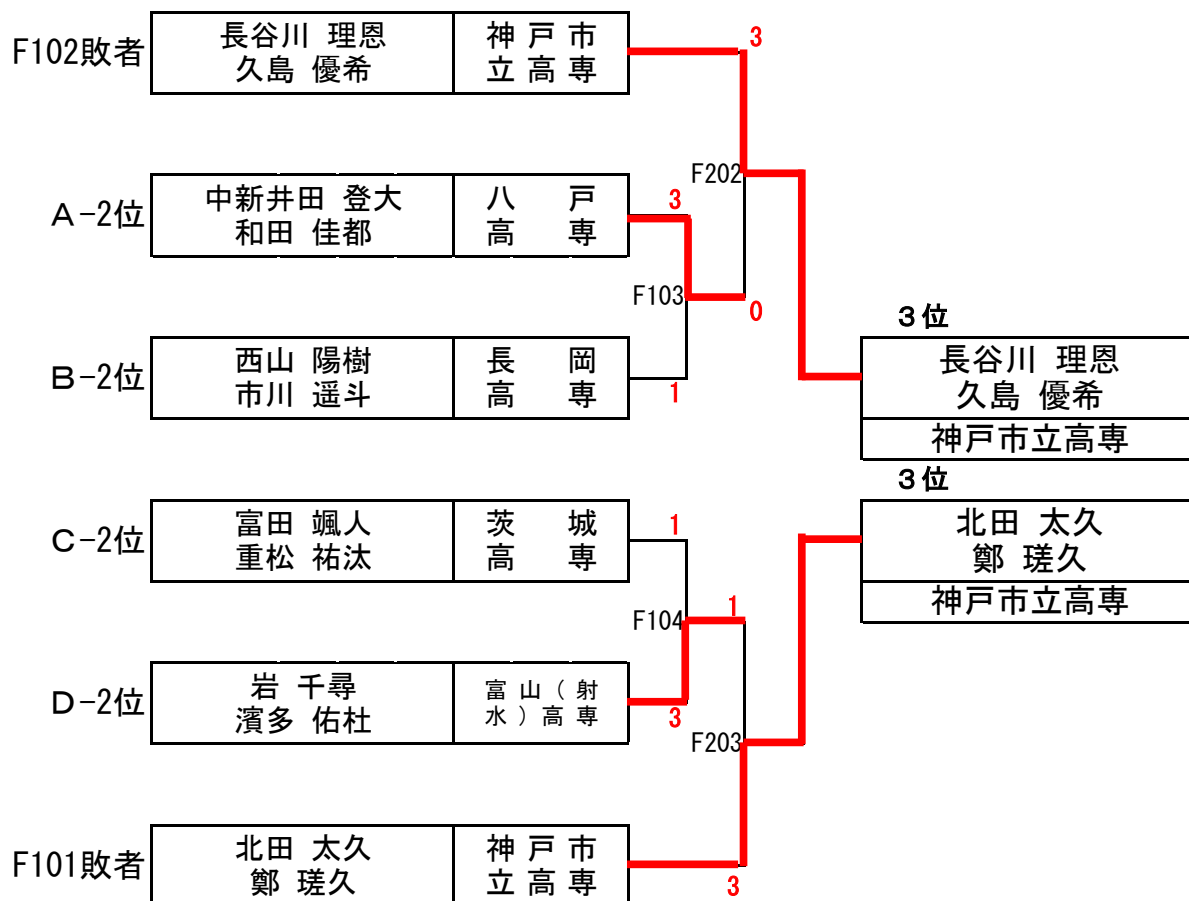 F102敗者
長谷川 理恩
久島 優希
神戸市
立高専
3
F202
A-2位
中新井田 登大
和田 佳都
八戸
高専
3
F103
0
B-2位
西山 陽樹
市川 遥斗
長岡
高専
1
3位
長谷川 理恩
久島 優希
神戸市立高専
3位
北田 太久
鄭 瑳久
神戸市立高専
C-2位
富田 颯人
重松 祐汰
茨城
高専
1
F104
1
D-2位
岩 千尋
濱多 佑杜
富山(射
水)高専
3
F203
F101敗者
北田 太久
鄭 瑳久
神戸市
立高専
3